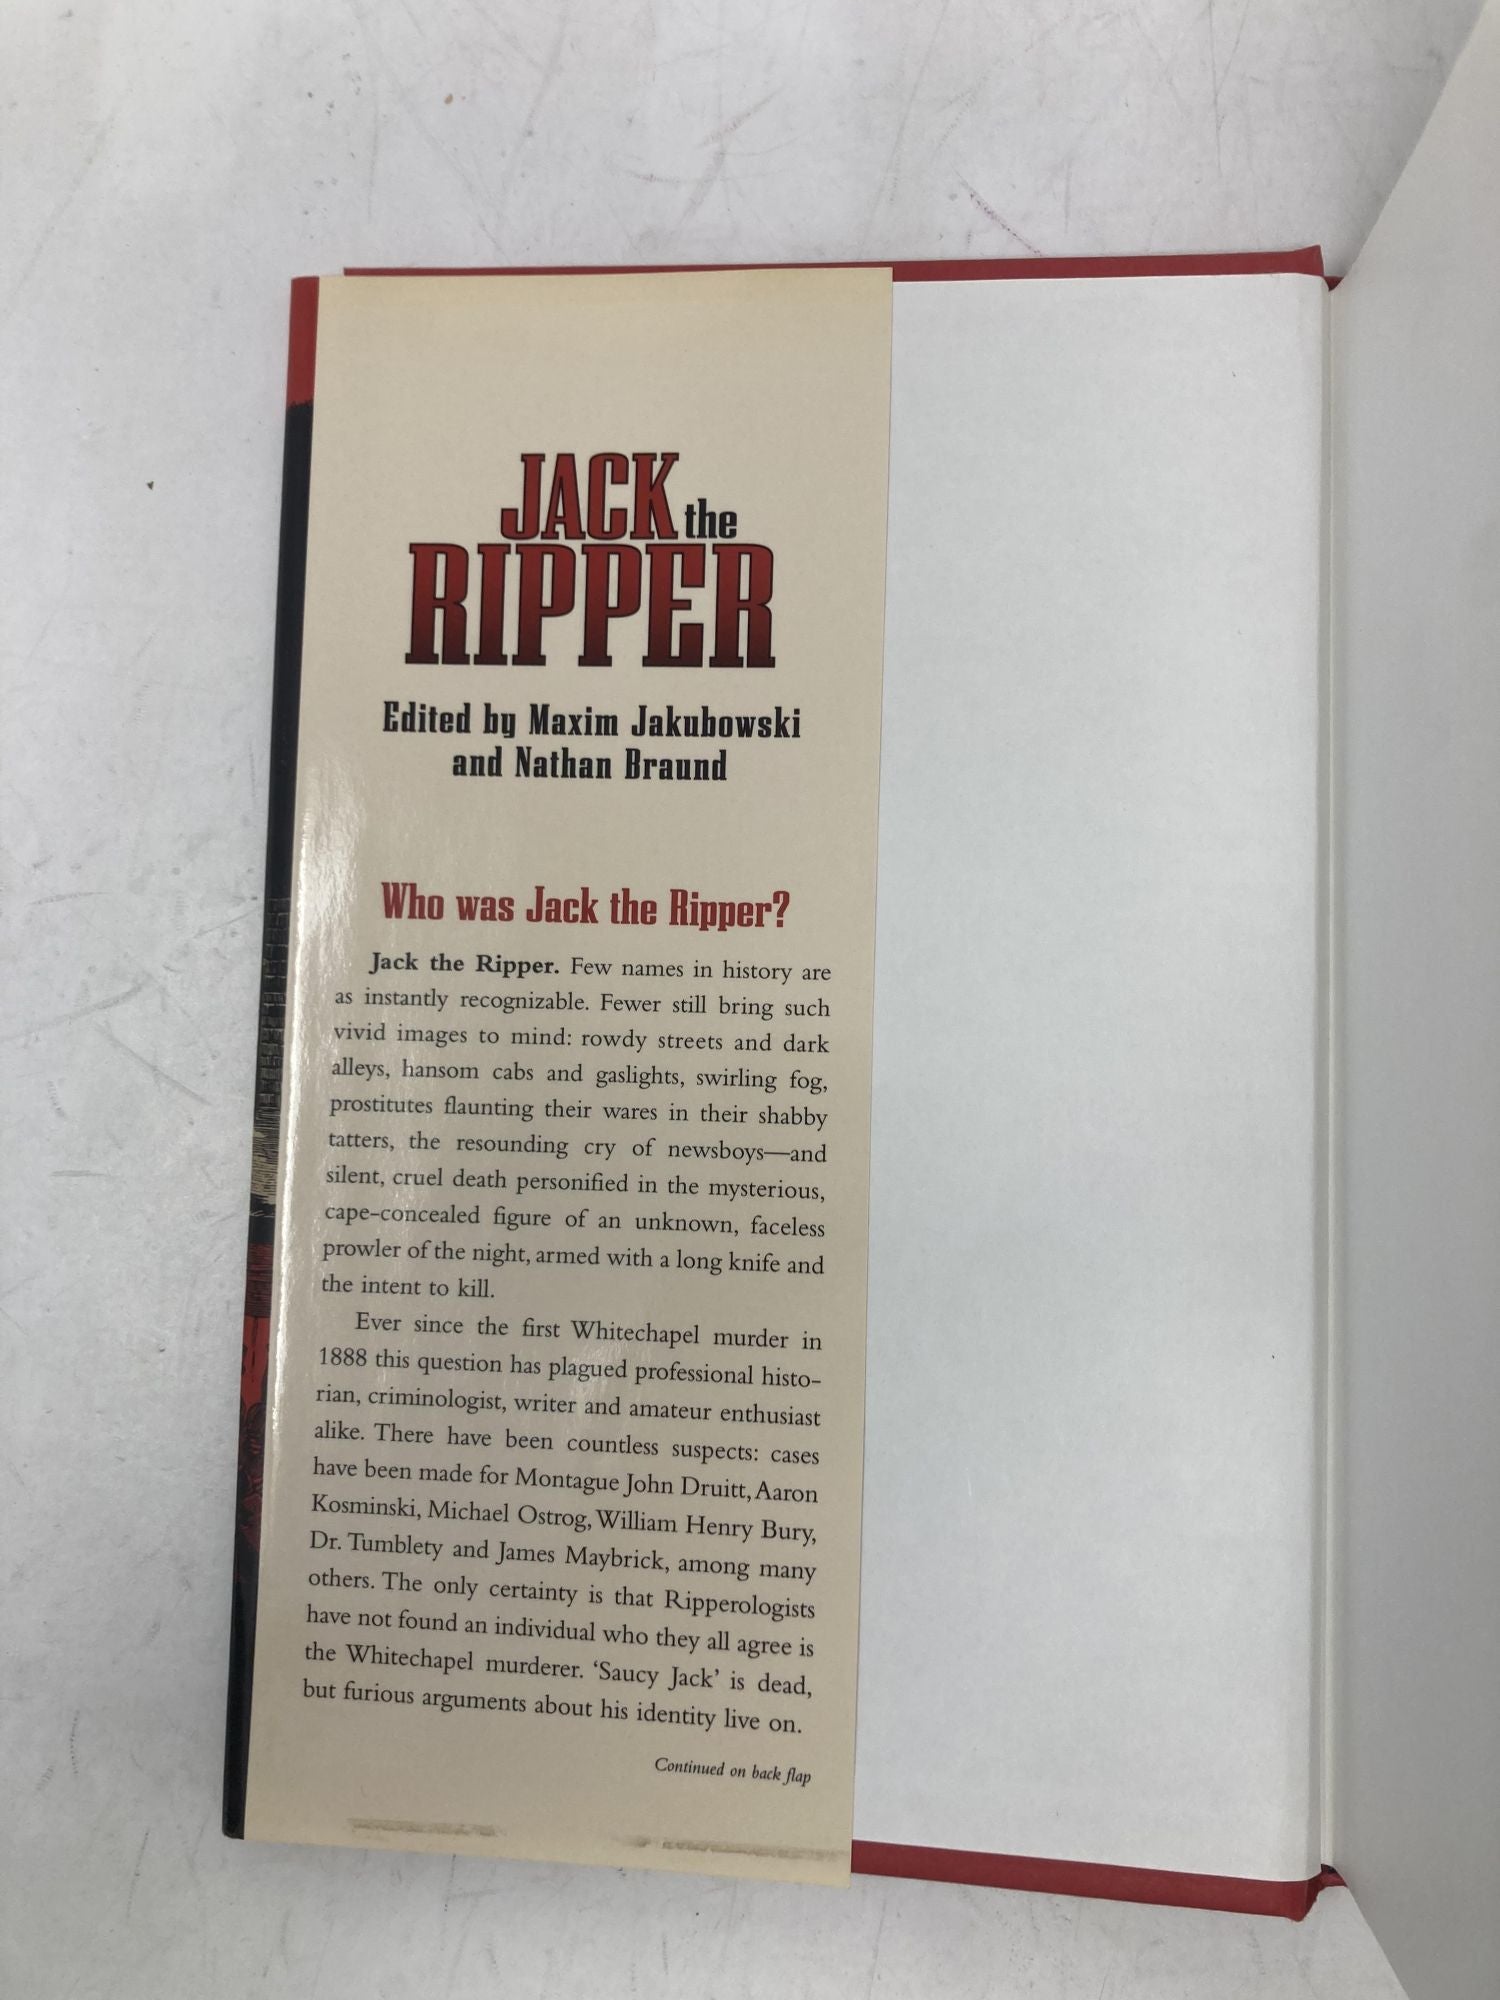 JACK the
RIPPER
Edited by Maxim Jakubowski
and Nathan Braund
Who was Jack the Ripper?
Jack the Ripper. Few names in history are
as instantly recognizable. Fewer still bring such
vivid images to mind: rowdy streets and dark
alleys, hansom cabs and gaslights, swirling fog,
prostitutes flaunting their wares in their shabby
tatters, the resounding cry of newsboys—and
silent, cruel death personified in the mysterious,
cape-concealed figure of an unknown, faceless
prowler of the night, armed with a long knife and
the intent to kill.
Ever since the first Whitechapel murder in
1888 this question has plagued professional histo-
rian, criminologist, writer and amateur enthusiast
alike. There have been countless suspects: cases
have been made for Montague John Druitt, Aaron
Kosminski, Michael Ostrog, William Henry Bury,
Dr. Tumblety and James Maybrick, among many
others. The only certainty is that Ripperologists
have not found an individual who they all agree is
the Whitechapel murderer. ‘Saucy Jack’ is dead,
but furious arguments about his identity live on.
Continued on back flap